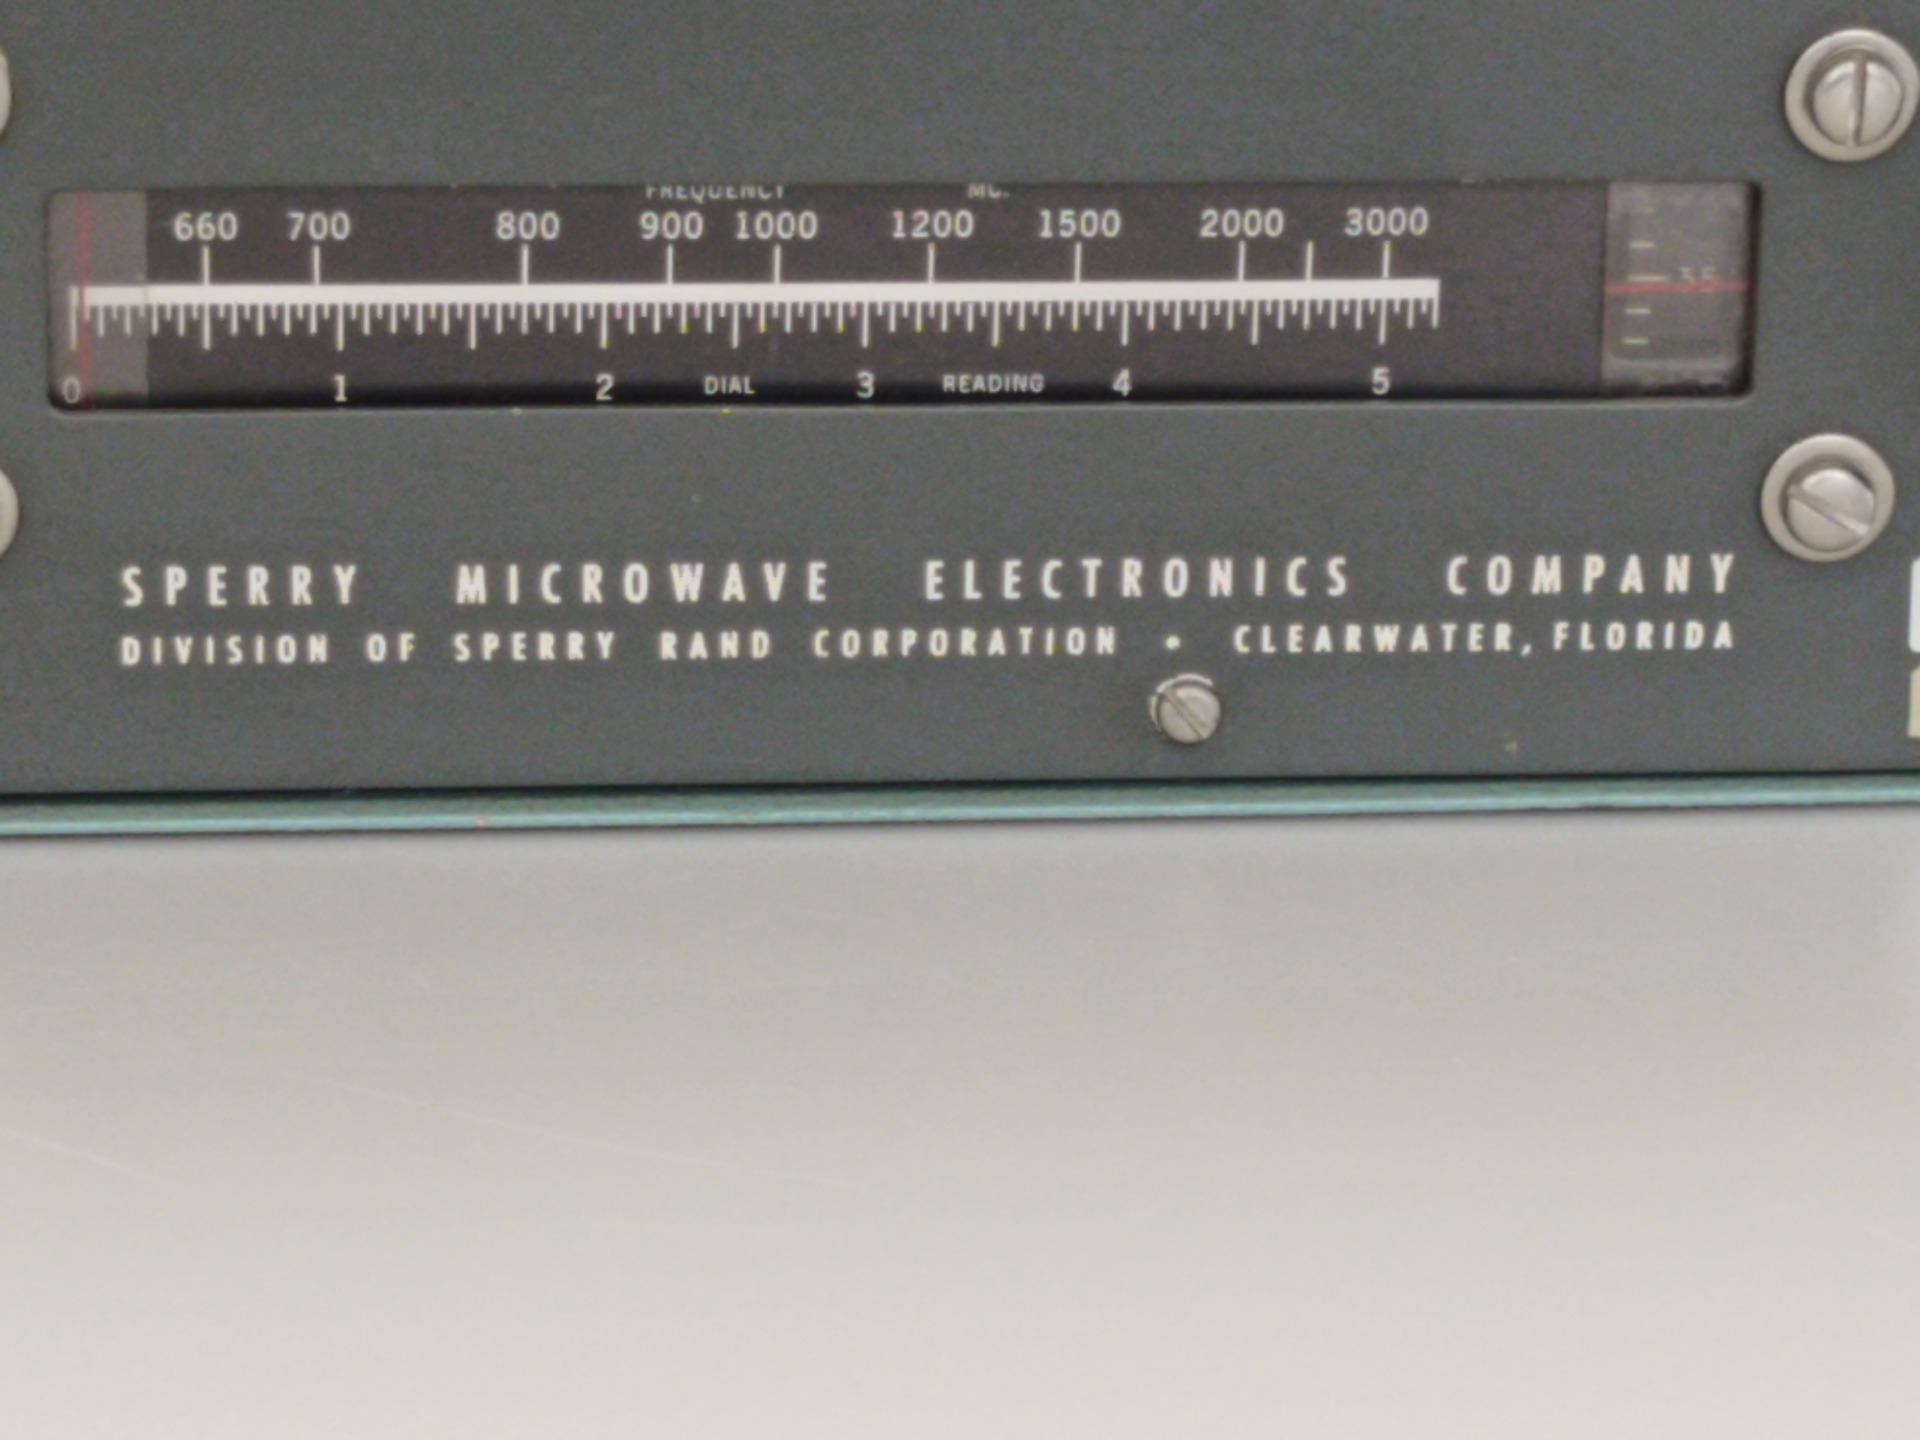 FREQUENCY MC.
660 700 800 900 1000 1200 1500 2000 3000
35
0 1 2 DIAL 3 READING 4 5
SPERRY MICROWAVE ELECTRONICS COMPANY
DIVISION OF SPERRY RAND CORPORATION • CLEARWATER, FLORIDA